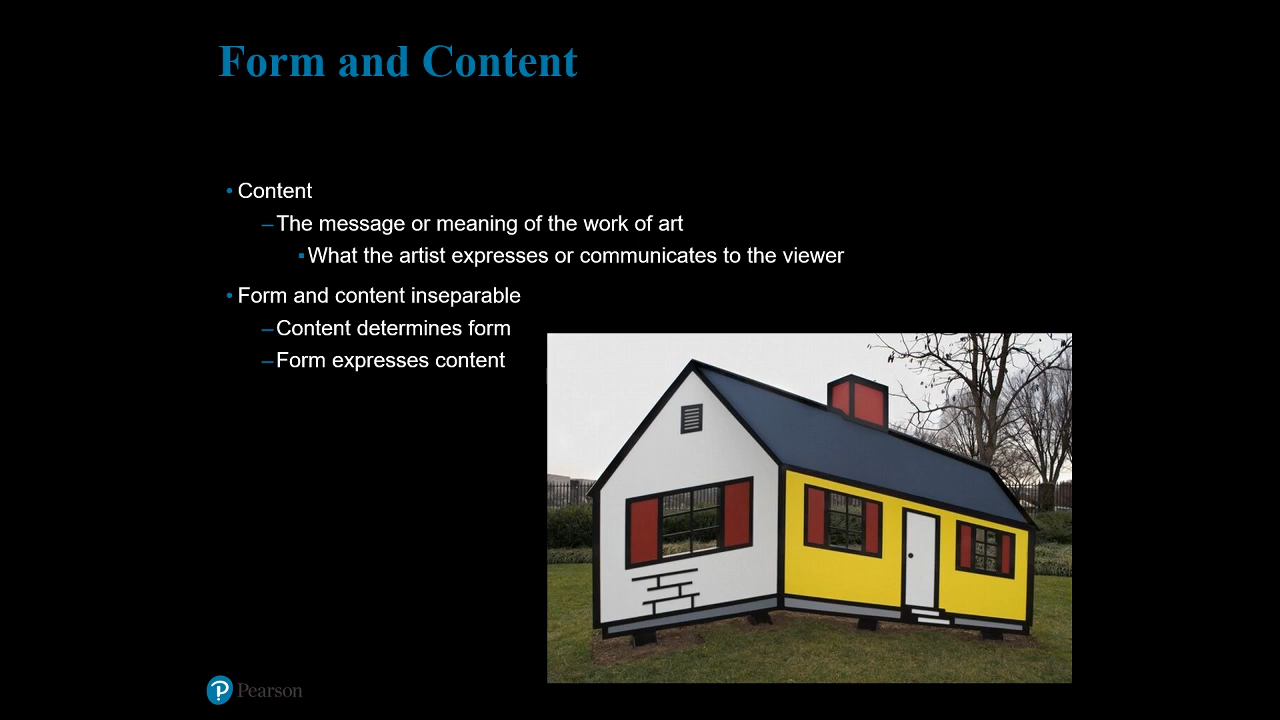 Form and Content
• Content
–The message or meaning of the work of art
▪What the artist expresses or communicates to the viewer
• Form and content inseparable
–Content determines form
–Form expresses content
Pearson